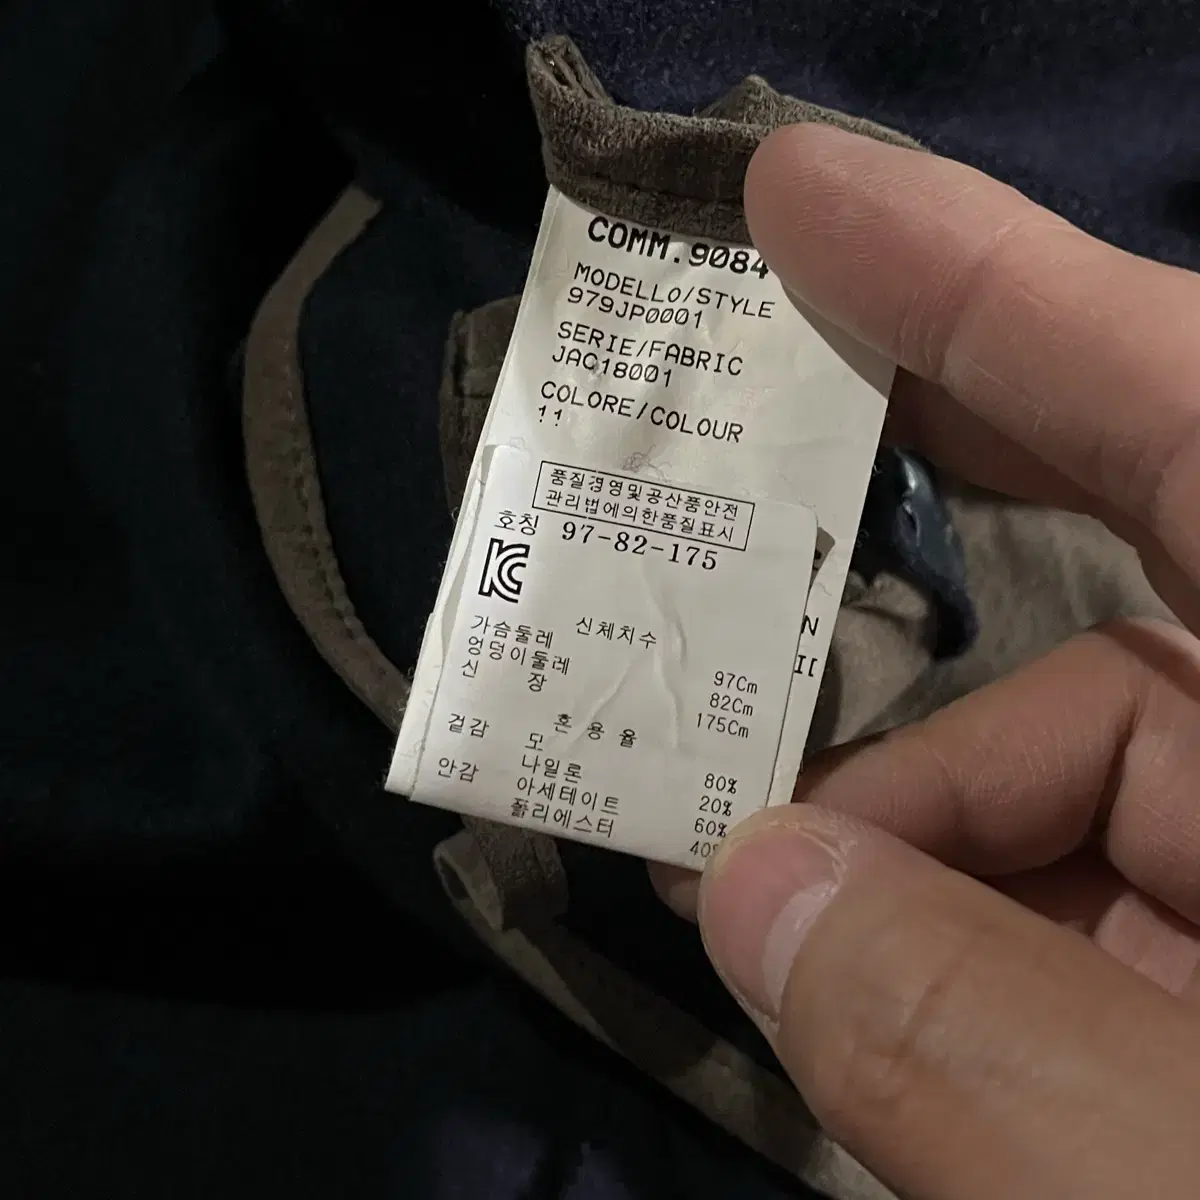 COMM.9084
MODELLO/STYLE
979JP0001
SERIE/FABRIC
JAC18001
COLORE/COLOUR
11
품질경영및공산품안전
관리법에의한품질표시
호칭 97-82-175
신체치수
가슴둘레 97Cm
엉덩이둘레 82Cm
신 장 175Cm
혼 용 율
겉감 모 80%
나일론 20%
안감 아세테이트 60%
폴리에스터 40%